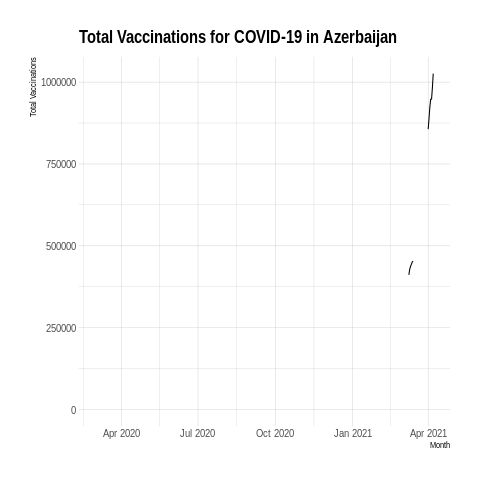 Total Vaccinations for COVID-19 in Azerbaijan
Total Vaccinations
1000000
750000
500000
250000
0
Apr 2020 Jul 2020 Oct 2020 Jan 2021 Apr 2021
Month